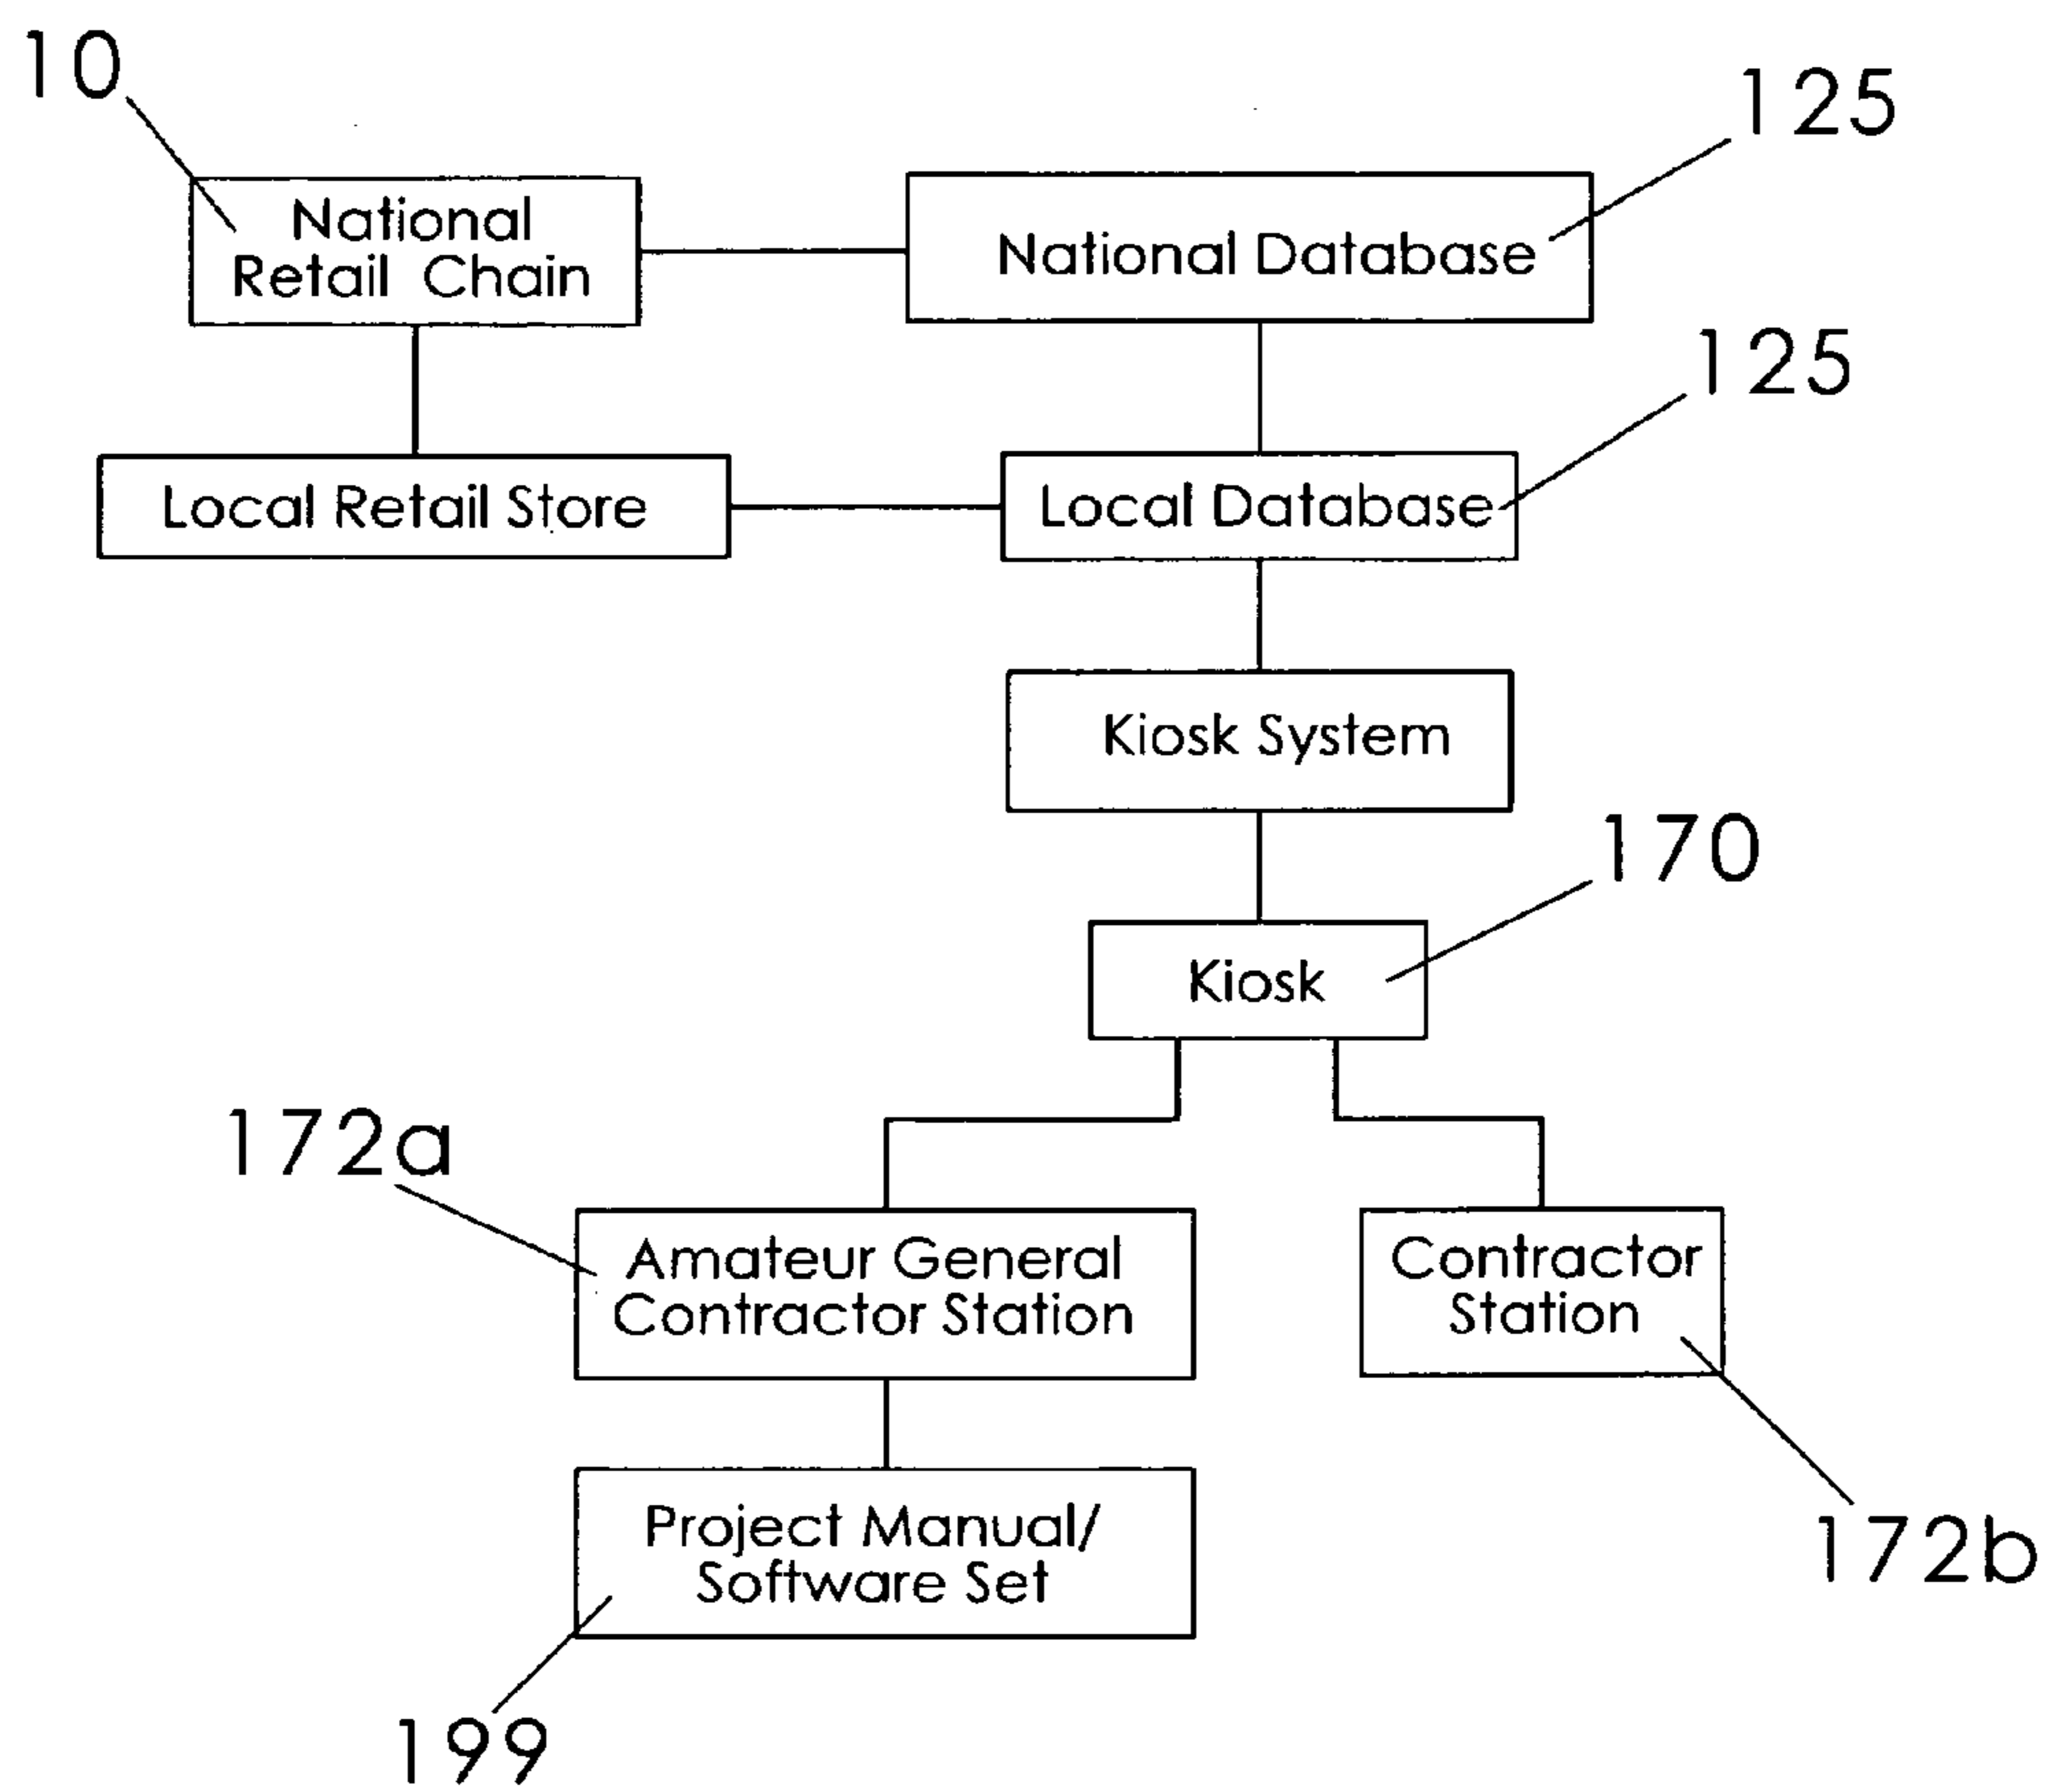 10
125
National
Retail Chain
National Database
125
Local Retail Store
Local Database
Kiosk System
170
Kiosk
172a
Amateur General
Contractor Station
Contractor
Station
Project Manual/
Software Set
172b
199